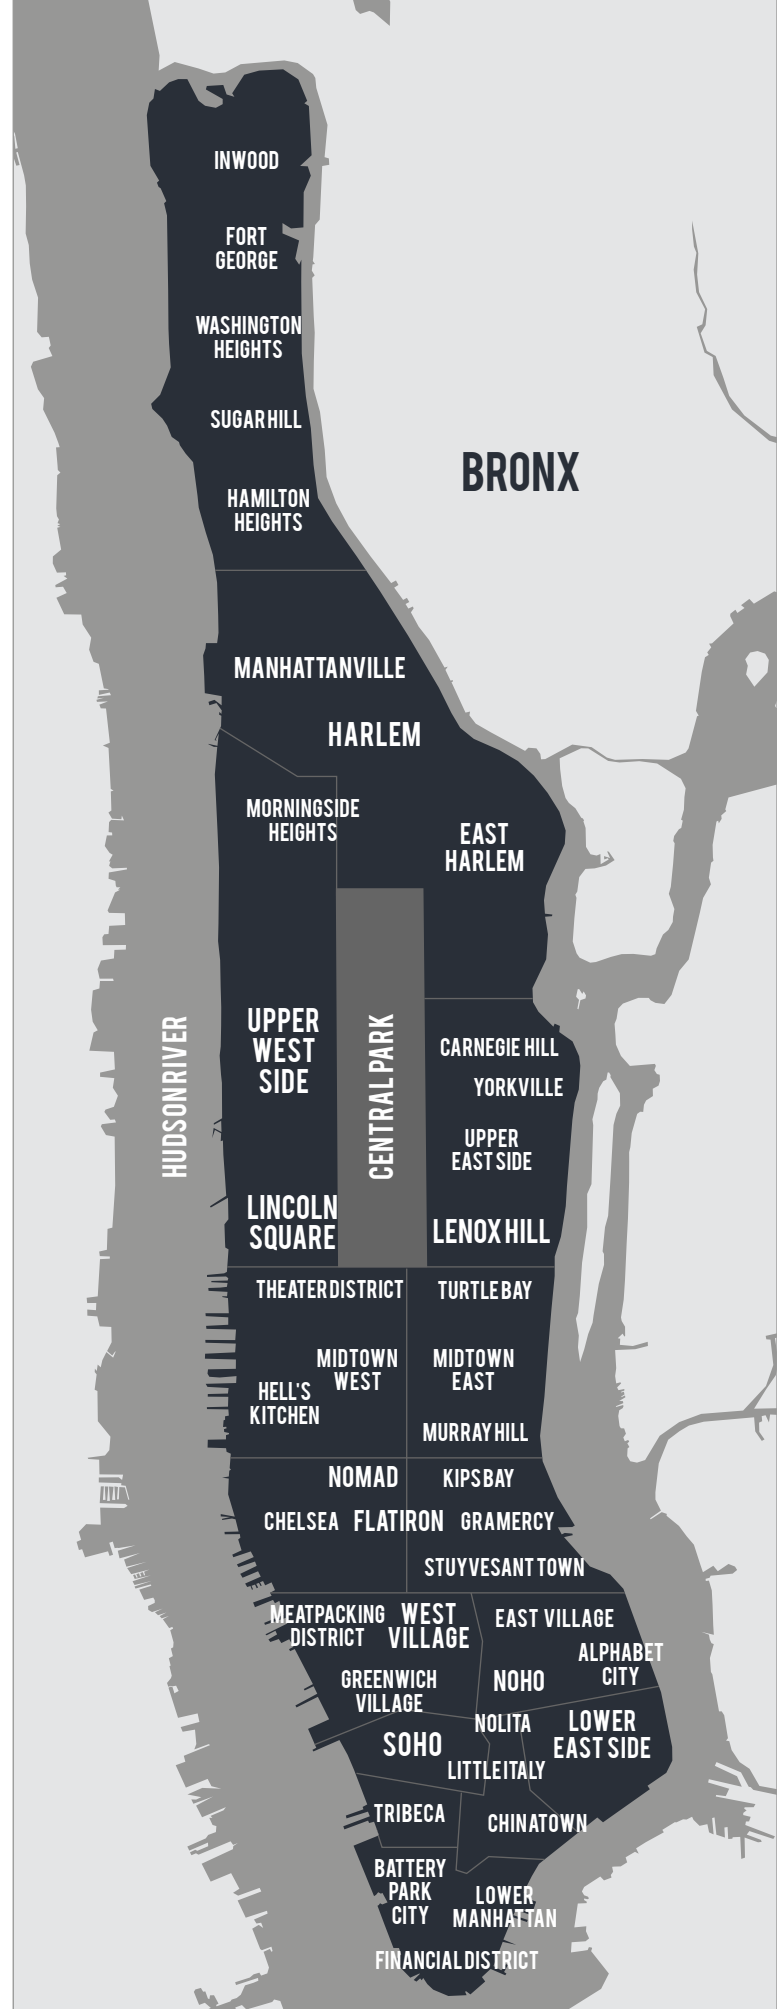 INWOOD
FORT
GEORGE
WASHINGTON
HEIGHTS
SUGAR HILL
BRONX
HAMILTON
HEIGHTS
MANHATTANVILLE
HARLEM
MORNINGSIDE
HEIGHTS
EAST
HARLEM
HUDSON RIVER
UPPER
WEST
SIDE
CENTRAL PARK
CARNEGIE HILL
YORKVILLE
UPPER
EAST SIDE
LINCOLN
SQUARE
LENOX HILL
THEATER DISTRICT
TURTLE BAY
MIDTOWN
WEST
MIDTOWN
EAST
HELL'S
KITCHEN
MURRAY HILL
NOMAD
KIPS BAY
CHELSEA
FLATIRON
GRAMERCY
STUYVESANT TOWN
MEATPACKING
DISTRICT
WEST
VILLAGE
EAST VILLAGE
ALPHABET
CITY
GREENWICH
VILLAGE
NOHO
NOLITA
LOWER
EAST SIDE
SOHO
LITTLE ITALY
TRIBECA
CHINATOWN
BATTERY
PARK
CITY
LOWER
MANHATTAN
FINANCIAL DISTRICT